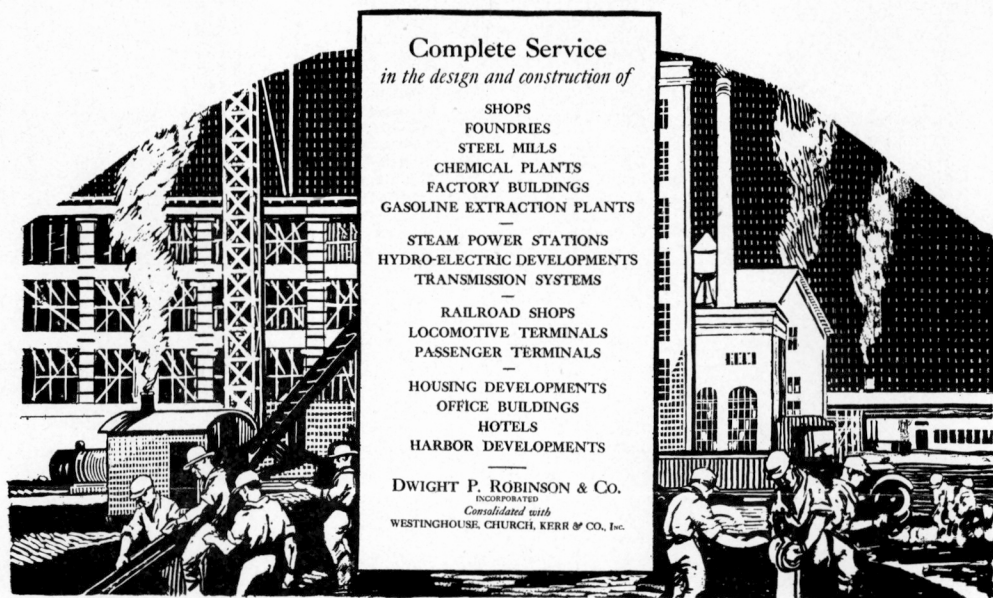 Complete Service
in the design and construction of
SHOPS
FOUNDRIES
STEEL MILLS
CHEMICAL PLANTS
FACTORY BUILDINGS
GASOLINE EXTRACTION PLANTS
STEAM POWER STATIONS
HYDRO-ELECTRIC DEVELOPMENTS
TRANSMISSION SYSTEMS
RAILROAD SHOPS
LOCOMOTIVE TERMINALS
PASSENGER TERMINALS
HOUSING DEVELOPMENTS
OFFICE BUILDINGS
HOTELS
HARBOR DEVELOPMENTS
DWIGHT P. ROBINSON & CO.
INCORPORATED
Consolidated with
WESTINGHOUSE, CHURCH, KERR & CO., INC.